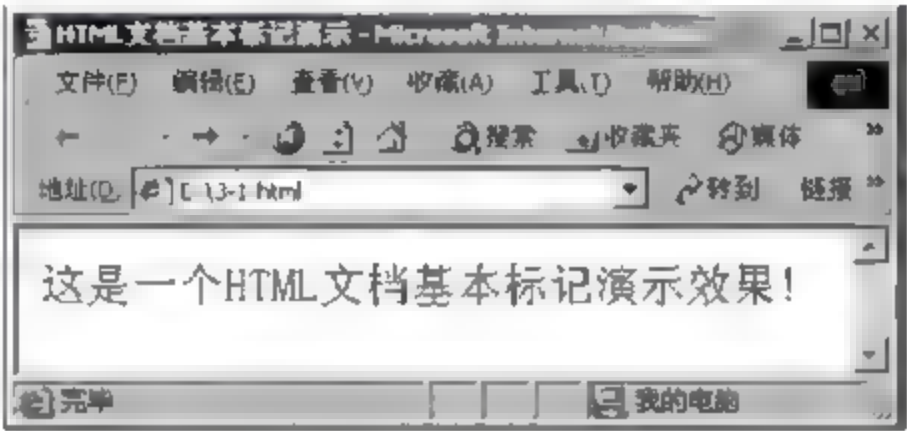 HTML文档基本标记演示 - Microsoft Internet
文件(F) 编辑(E) 查看(V) 收藏(A) 工具(T) 帮助(H)
搜索 收藏夹 媒体 »
地址(D) 3-1 html 转到 链接 »
这是一个HTML文档基本标记演示效果!
完毕 我的电脑